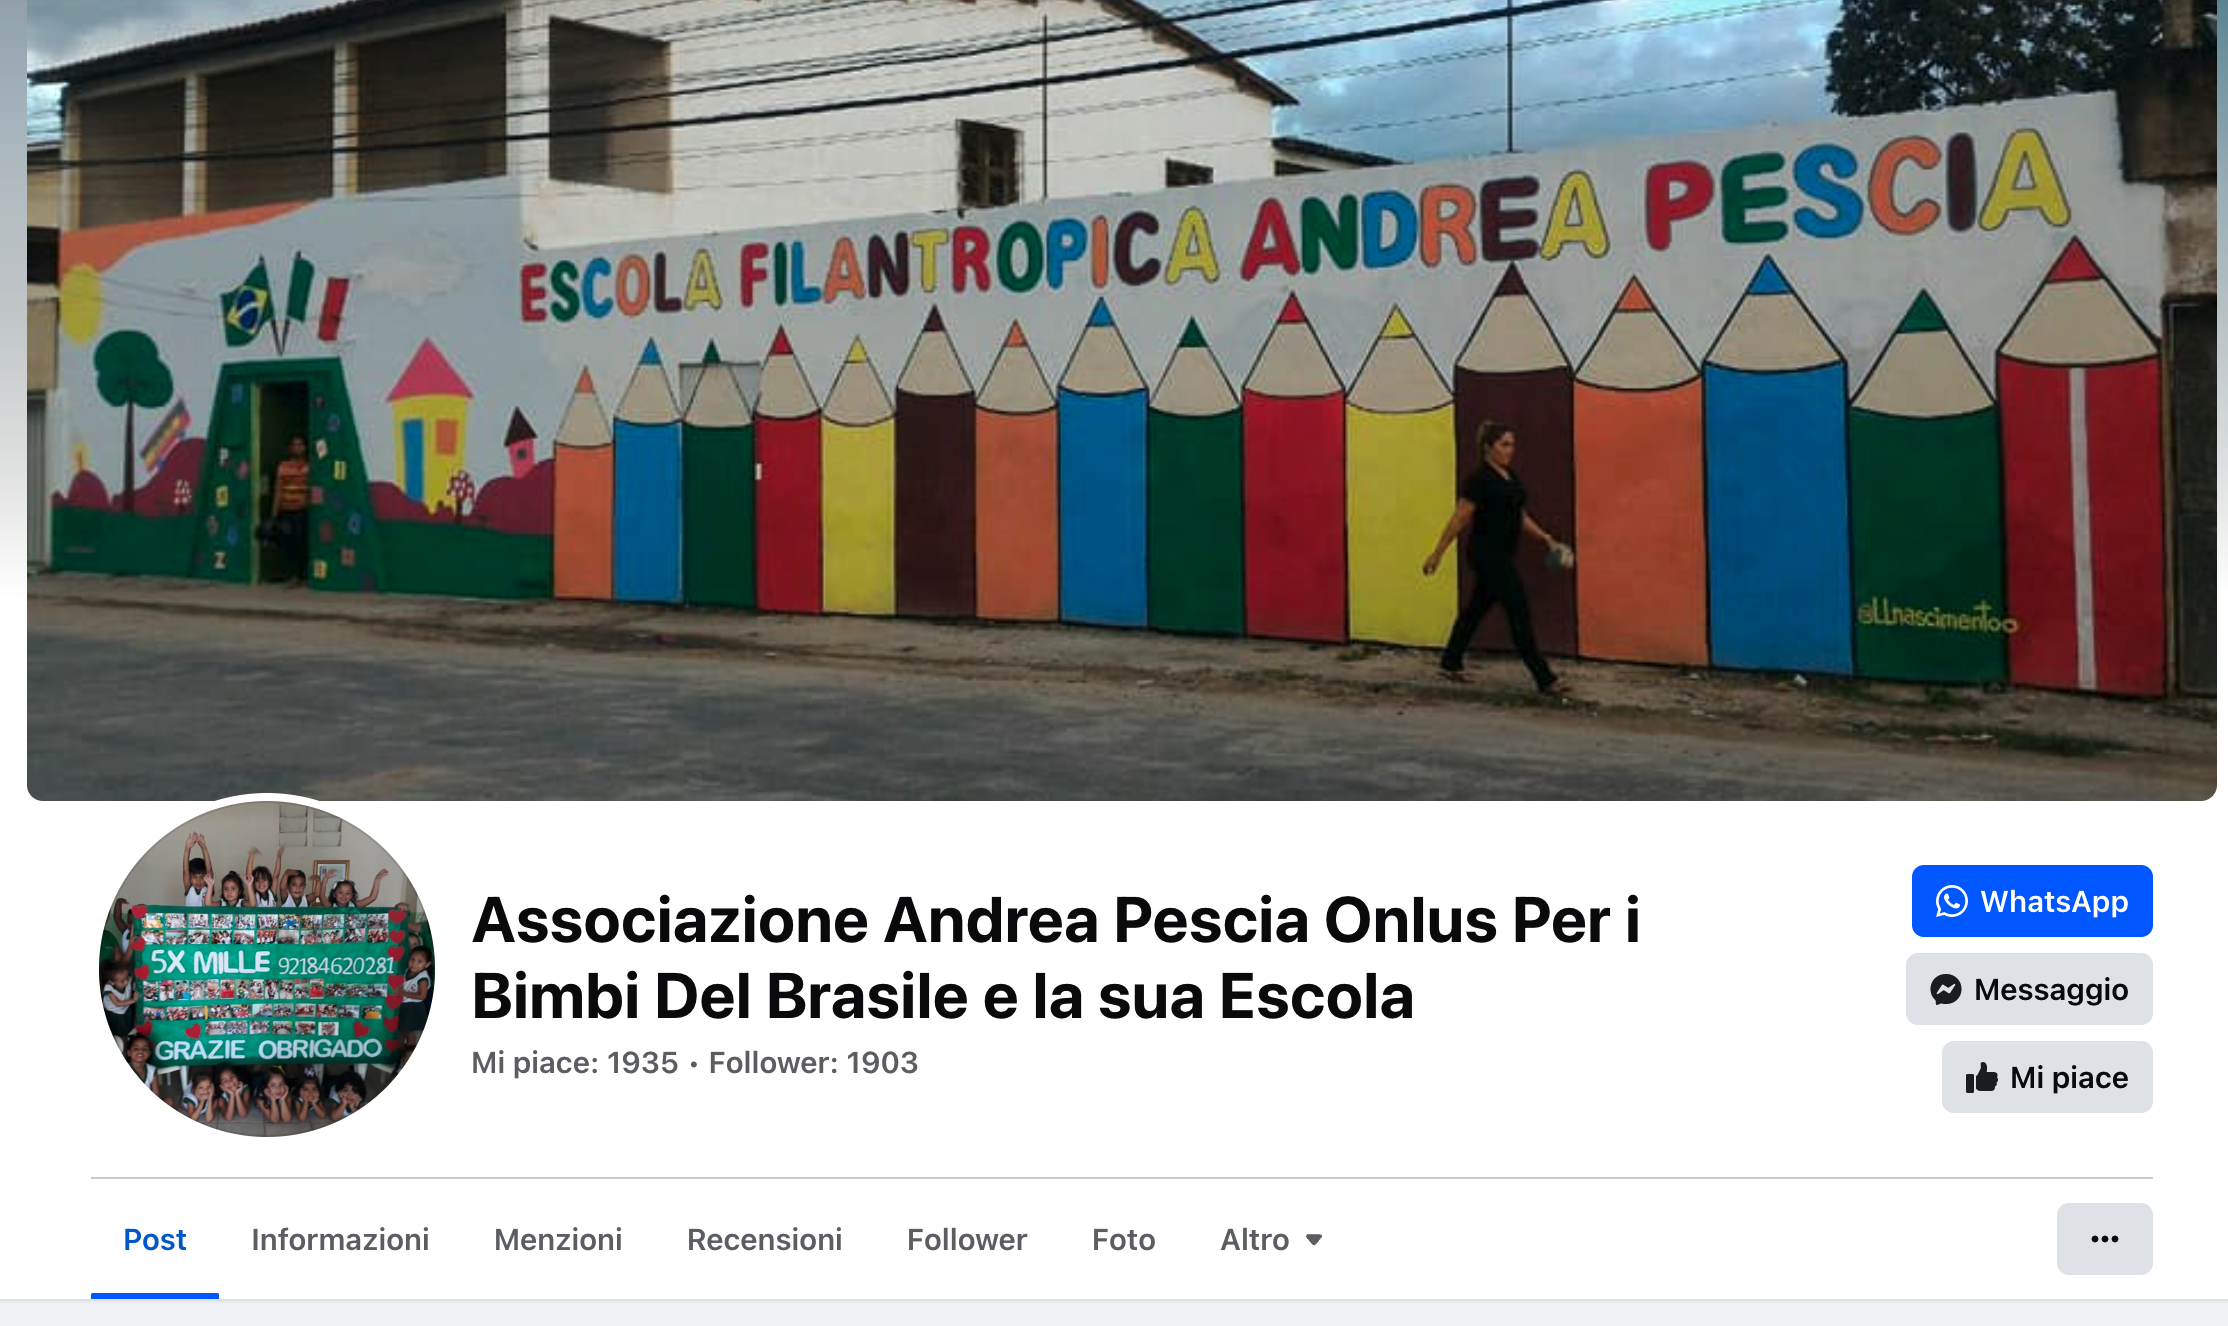 ESCOLA FILANTROPICA ANDREA PESCIA
@LLnascimentoo
5X MILLE 92184620281
GRAZIE OBRIGADO
Associazione Andrea Pescia Onlus Per i
Bimbi Del Brasile e la sua Escola
Mi piace: 1935 • Follower: 1903
WhatsApp
Messaggio
Mi piace
Post Informazioni Menzioni Recensioni Follower Foto Altro